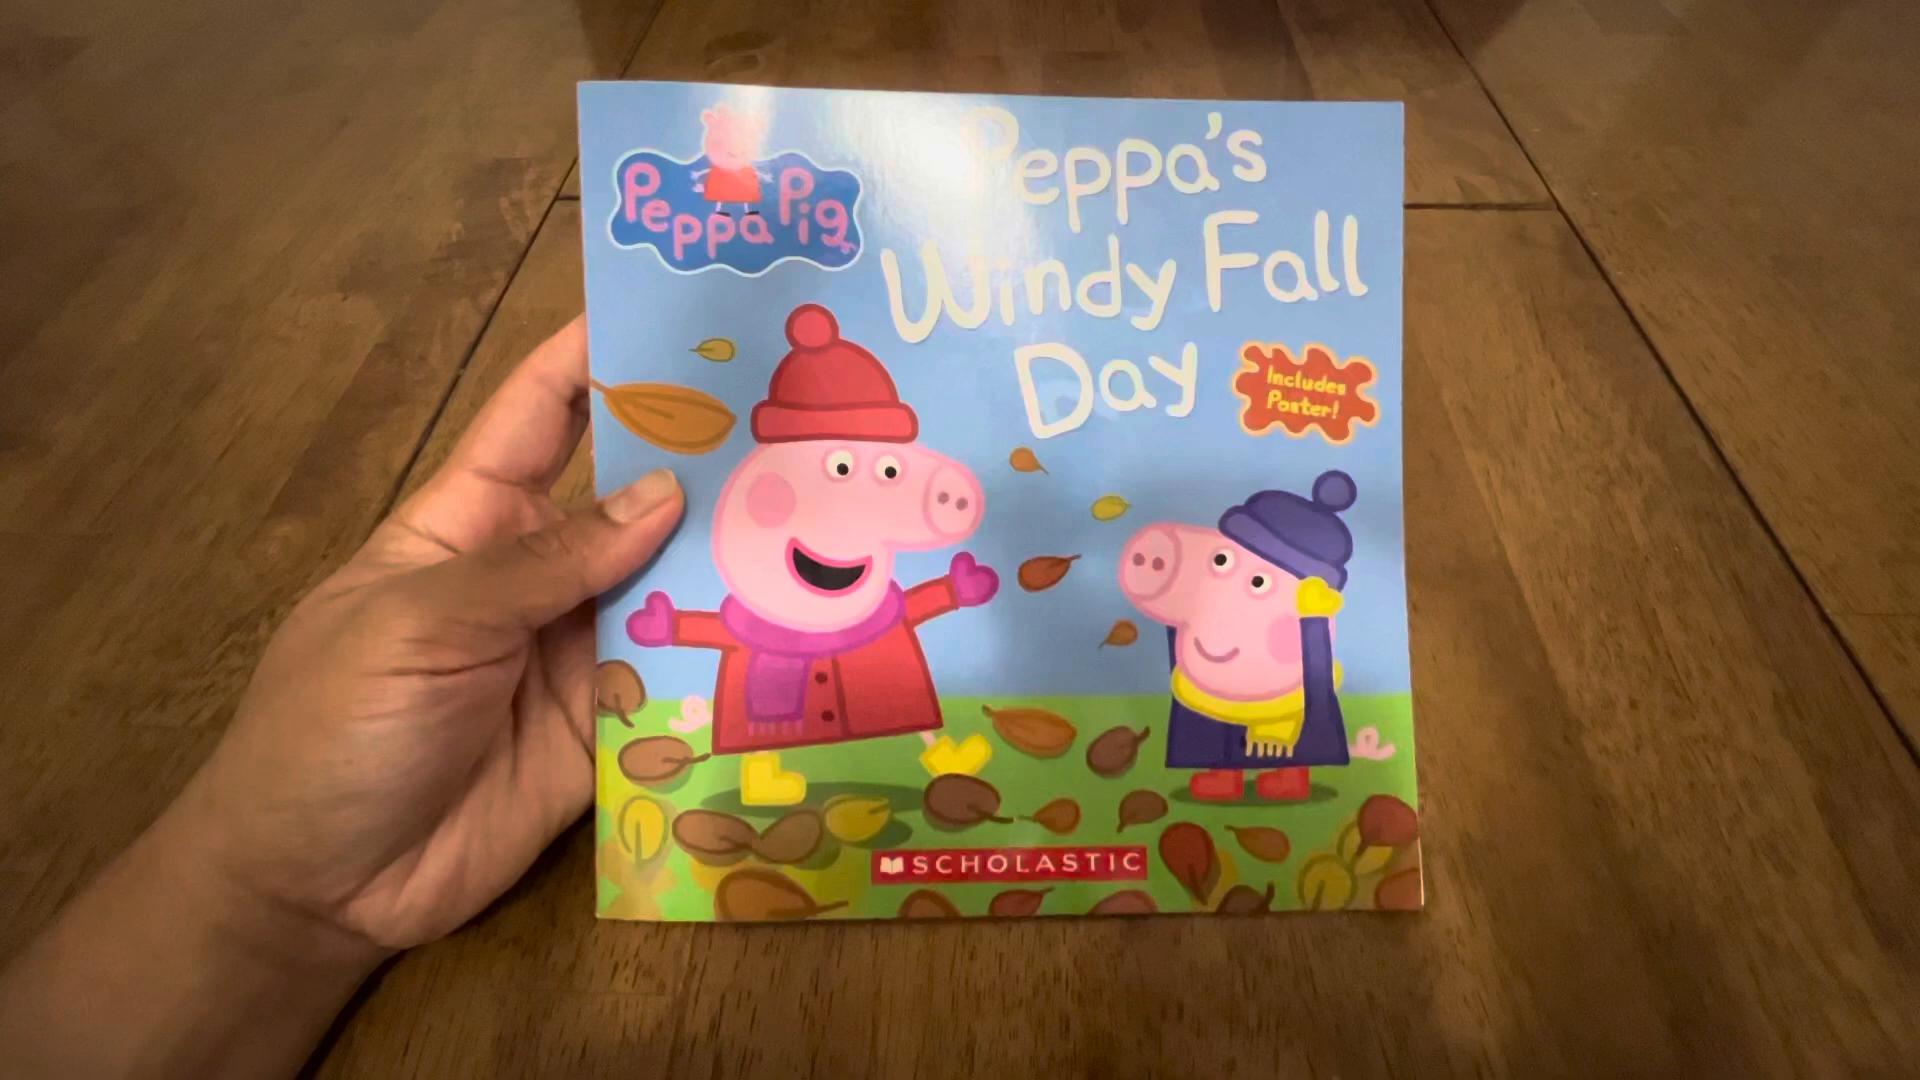 Peppa Pig
Peppa's
Windy Fall
Day
Includes
Poster!
SCHOLASTIC